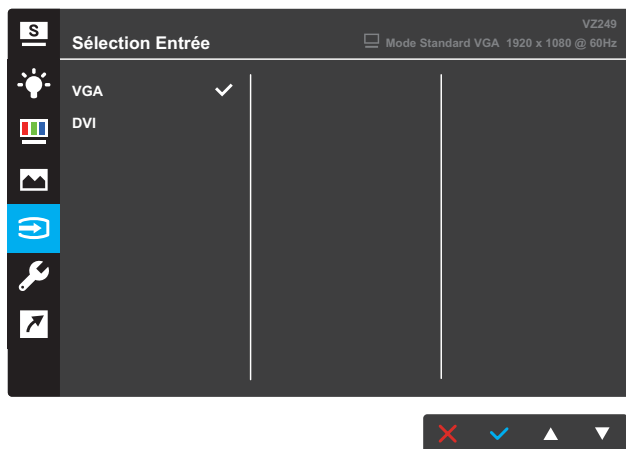 S
VZ249
Sélection Entrée
Mode Standard VGA 1920 x 1080 @ 60Hz
VGA
DVI